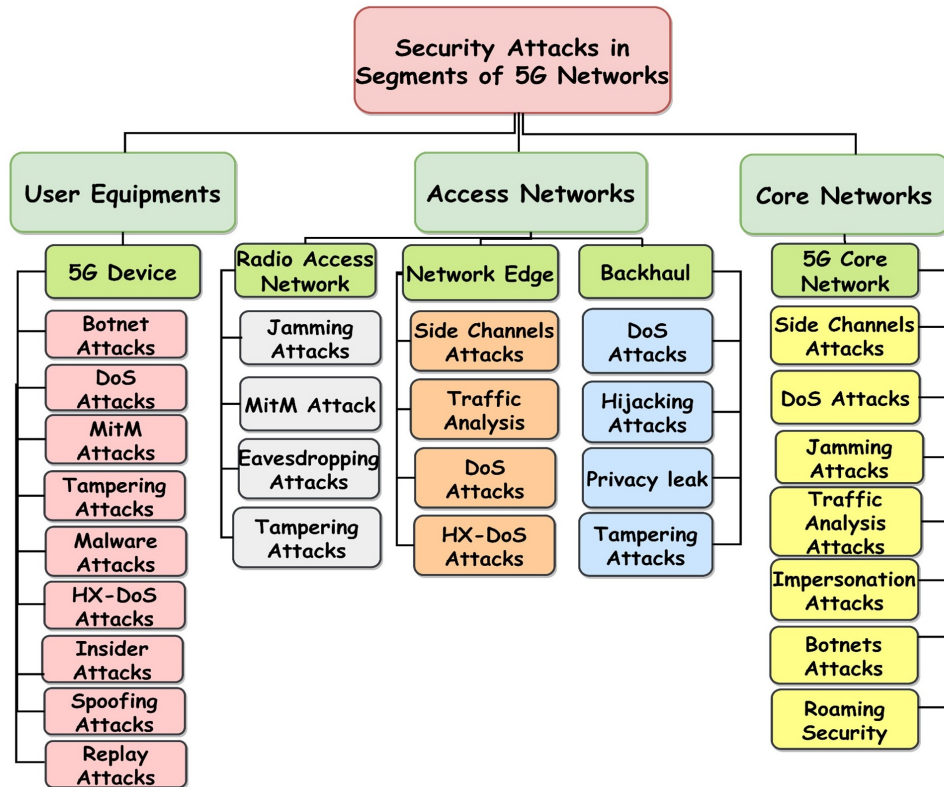 Security Attacks in
Segments of 5G Networks
User Equipments
Access Networks
Core Networks
5G Device
Botnet
Attacks
DoS
Attacks
MitM
Attacks
Tampering
Attacks
Malware
Attacks
HX-DoS
Attacks
Insider
Attacks
Spoofing
Attacks
Replay
Attacks
Radio Access
Network
Jamming
Attacks
MitM Attack
Eavesdropping
Attacks
Tampering
Attacks
Network Edge
Side Channels
Attacks
Traffic
Analysis
DoS
Attacks
HX-DoS
Attacks
Backhaul
DoS
Attacks
Hijacking
Attacks
Privacy leak
Tampering
Attacks
5G Core
Network
Side Channels
Attacks
DoS Attacks
Jamming
Attacks
Traffic
Analysis
Attacks
Impersonation
Attacks
Botnets
Attacks
Roaming
Security